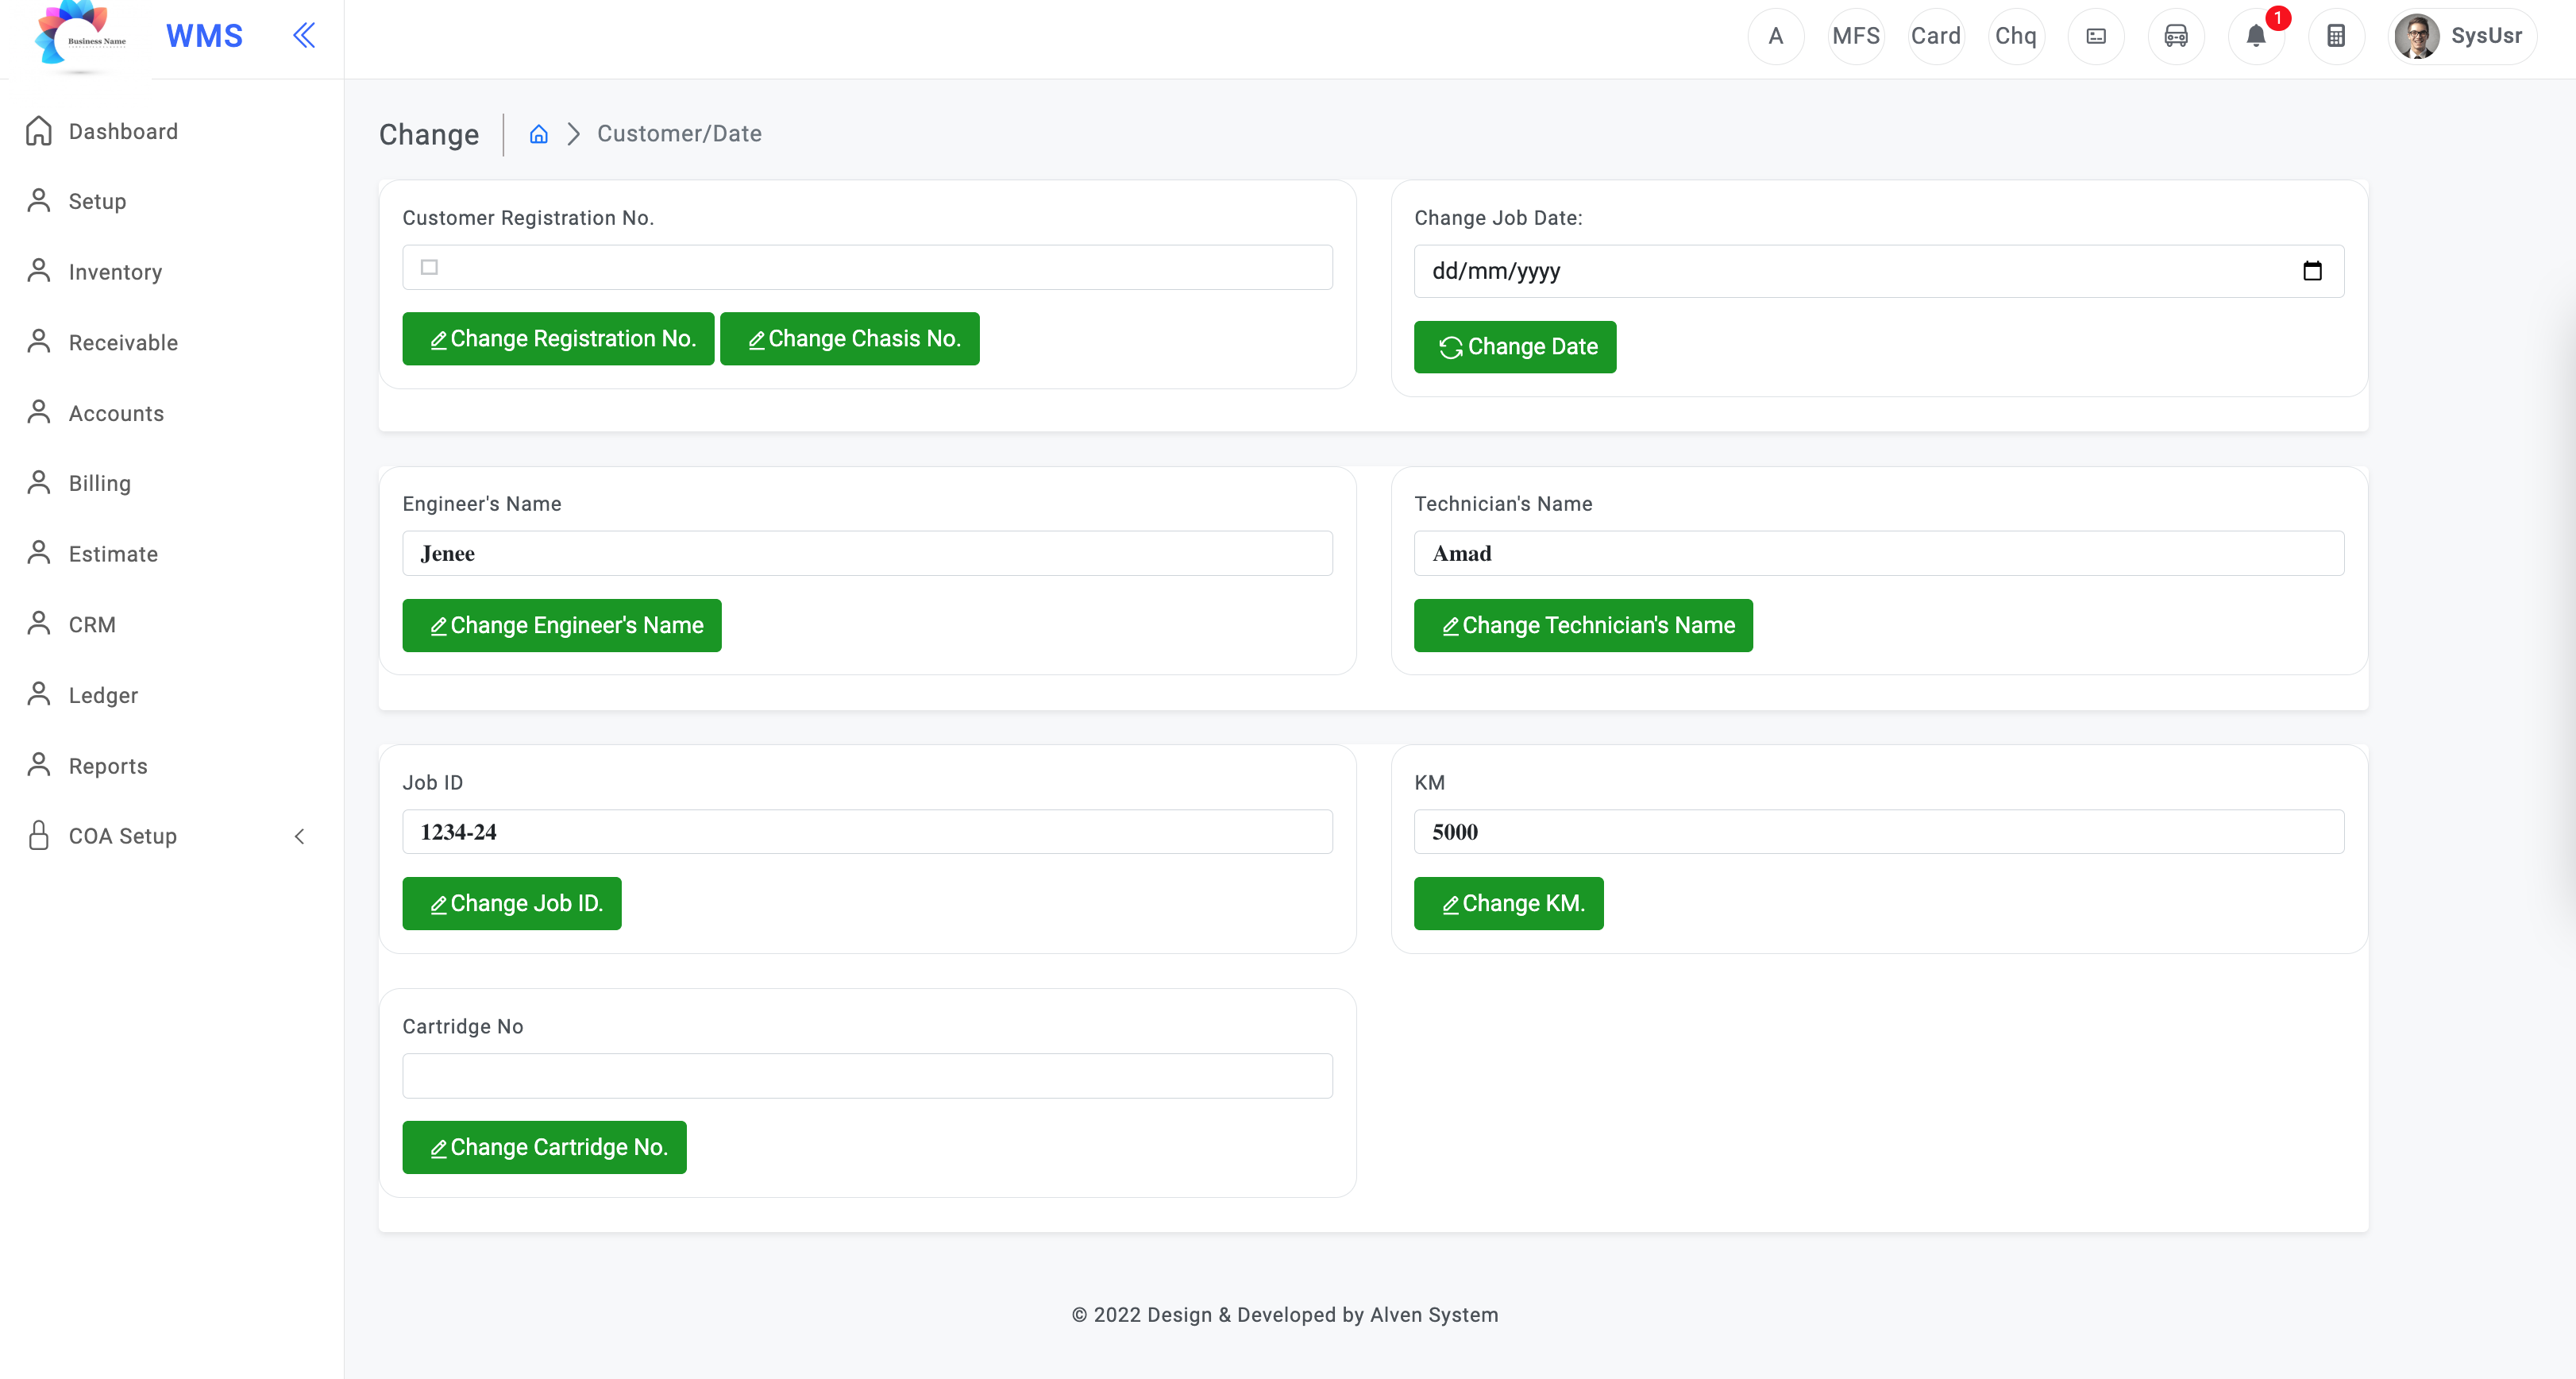 Business Name
WMS
A
MFS
Card
Chq
1
SysUsr
Dashboard
Setup
Inventory
Receivable
Accounts
Billing
Estimate
CRM
Ledger
Reports
COA Setup
Change
Customer/Date
Customer Registration No.
Change Registration No.
Change Chasis No.
Change Job Date:
dd/mm/yyyy
Change Date
Engineer's Name
Jenee
Change Engineer's Name
Technician's Name
Amad
Change Technician's Name
Job ID
1234-24
Change Job ID.
KM
5000
Change KM.
Cartridge No
Change Cartridge No.
© 2022 Design & Developed by Alven System